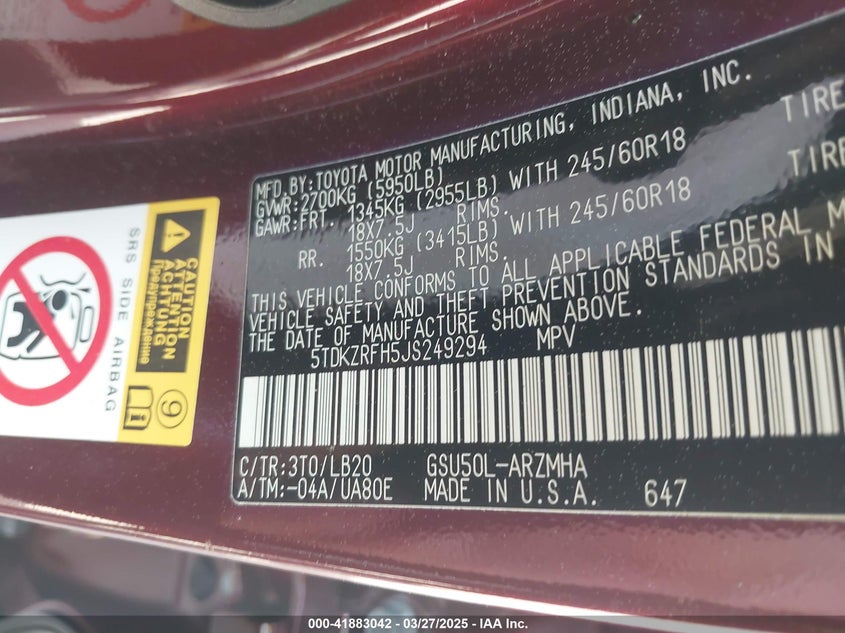 MFD.BY:TOYOTA MOTOR MANUFACTURING, INDIANA, INC.
GVWR:2700KG (5950LB)
GAWR:FRT. 1345KG (2955LB) WITH 245/60R18 TIRE
18X7.5J RIMS.
RR. 1550KG (3415LB) WITH 245/60R18 TIRE
18X7.5J RIMS.
THIS VEHICLE CONFORMS TO ALL APPLICABLE FEDERAL M
VEHICLE SAFETY AND THEFT PREVENTION STANDARDS IN
THE DATE OF MANUFACTURE SHOWN ABOVE.
5TDKZRFH5JS249294 MPV
C/TR:3T0/LB20 GSU50L-ARZMHA
A/TM:-04A/UA80E MADE IN U.S.A. 647
SRS SIDE AIRBAG
CAUTION
ATTENTION
ACHTUNG
Предупреждение
i
9
000-41883042 - 03/27/2025 - IAA Inc.